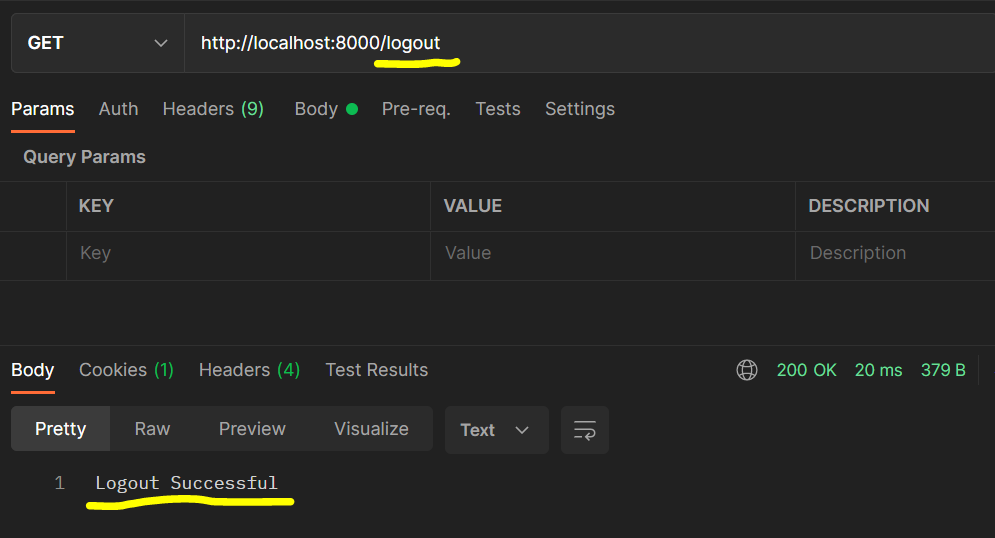 GET http://localhost:8000/logout
Params Auth Headers (9) Body Pre-req. Tests Settings
Query Params
KEY VALUE DESCRIPTION
Key Value Description
Body Cookies (1) Headers (4) Test Results 200 OK 20 ms 379 B
Pretty Raw Preview Visualize Text
1 Logout Successful